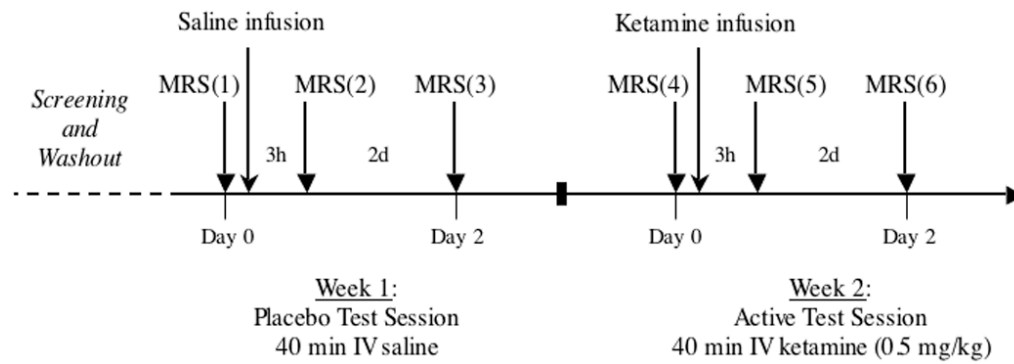 Saline infusion
Ketamine infusion
MRS(1)
MRS(2)
MRS(3)
MRS(4)
MRS(5)
MRS(6)
Screening
and
Washout
3h
2d
3h
2d
Day 0
Day 2
Day 0
Day 2
Week 1:
Placebo Test Session
40 min IV saline
Week 2:
Active Test Session
40 min IV ketamine (0.5 mg/kg)